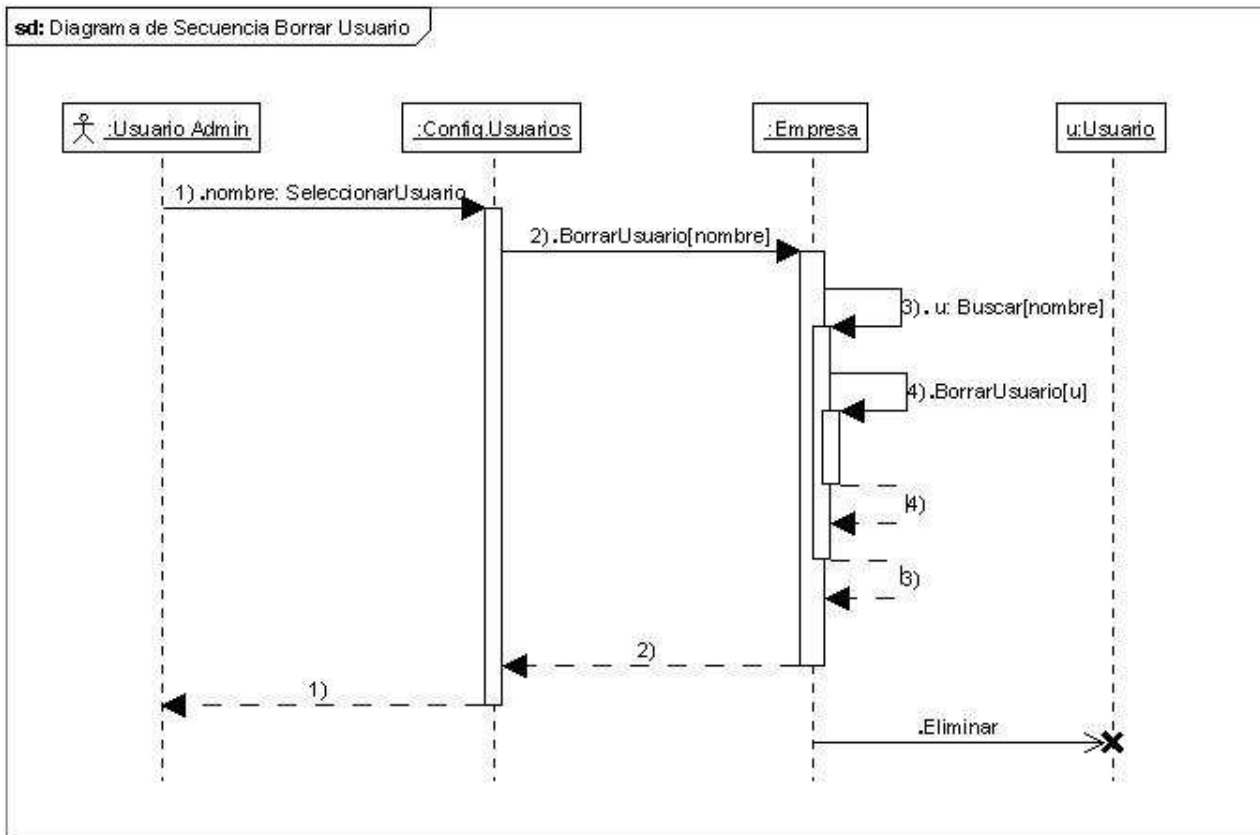 sd: Diagrama de Secuencia Borrar Usuario
:Usuario Admin
:Config.Usuarios
:Empresa
u:Usuario
1).nombre: SeleccionarUsuario
2).BorrarUsuario[nombre]
3). u: Buscar[nombre]
4).BorrarUsuario[u]
4)
3)
2)
1)
.Eliminar